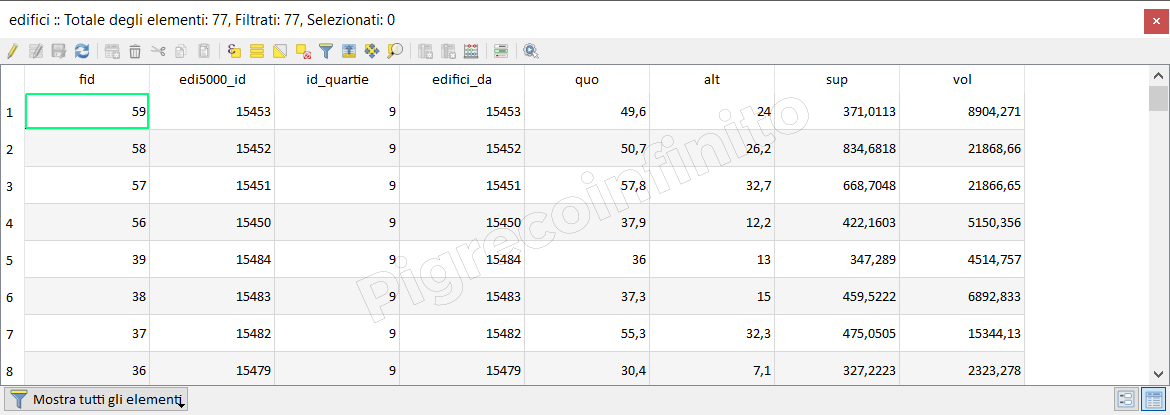 edifici :: Totale degli elementi: 77, Filtrati: 77, Selezionati: 0
fid edi5000_id id_quartie edifici_da quo alt sup vol
1 59 15453 9 15453 49,6 24 371,0113 8904,271
2 58 15452 9 15452 50,7 26,2 834,6818 21868,66
3 57 15451 9 15451 57,8 32,7 668,7048 21866,65
4 56 15450 9 15450 37,9 12,2 422,1603 5150,356
5 39 15484 9 15484 36 13 347,289 4514,757
6 38 15483 9 15483 37,3 15 459,5222 6892,833
7 37 15482 9 15482 55,3 32,3 475,0505 15344,13
8 36 15479 9 15479 30,4 7,1 327,2223 2323,278
Pigrecoinfinito
Mostra tutti gli elementi